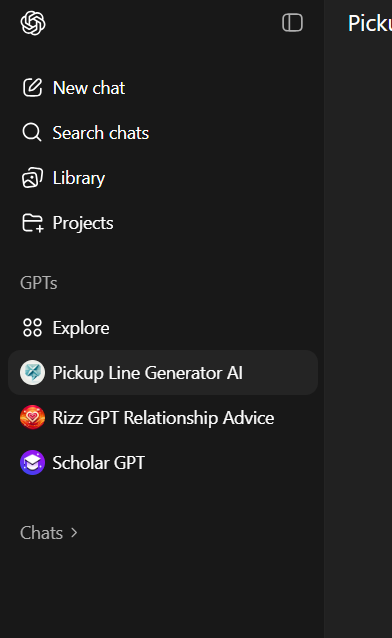 Picku
New chat
Search chats
Library
Projects
GPTs
Explore
Pickup Line Generator AI
Rizz GPT Relationship Advice
Scholar GPT
Chats